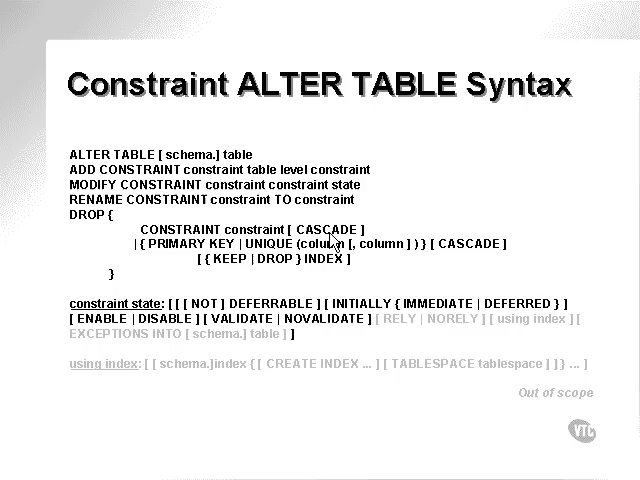 Constraint ALTER TABLE Syntax
ALTER TABLE [ schema.] table
ADD CONSTRAINT constraint table level constraint
MODIFY CONSTRAINT constraint constraint state
RENAME CONSTRAINT constraint TO constraint
DROP {
CONSTRAINT constraint [ CASCADE ]
| { PRIMARY KEY | UNIQUE (column [, column ] ) } [ CASCADE ]
[ { KEEP | DROP } INDEX ]
}
constraint state: [ [ [ NOT ] DEFERRABLE ] [ INITIALLY { IMMEDIATE | DEFERRED } ]
[ ENABLE | DISABLE ] [ VALIDATE | NOVALIDATE ] [ RELY | NORELY ] [ using index ] [
EXCEPTIONS INTO [ schema.] table ] ]
using index: [ [ schema.]index { [ CREATE INDEX ... ] [ TABLESPACE tablespace ] ] } ... ]
Out of scope
VTC